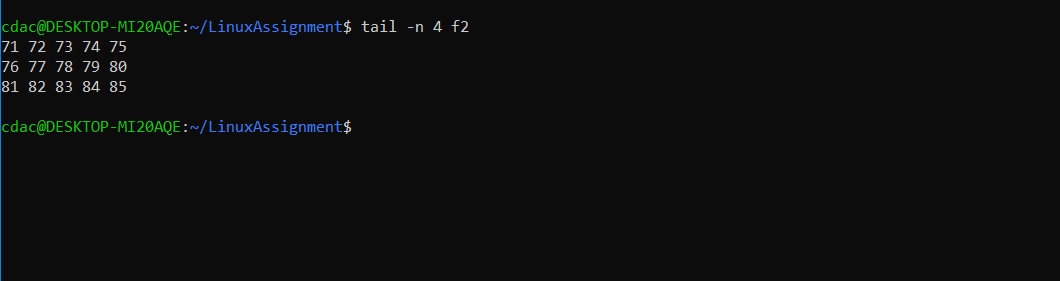 cdac@DESKTOP-MI20AQE:~/LinuxAssignment$ tail -n 4 f2
71 72 73 74 75
76 77 78 79 80
81 82 83 84 85
cdac@DESKTOP-MI20AQE:~/LinuxAssignment$